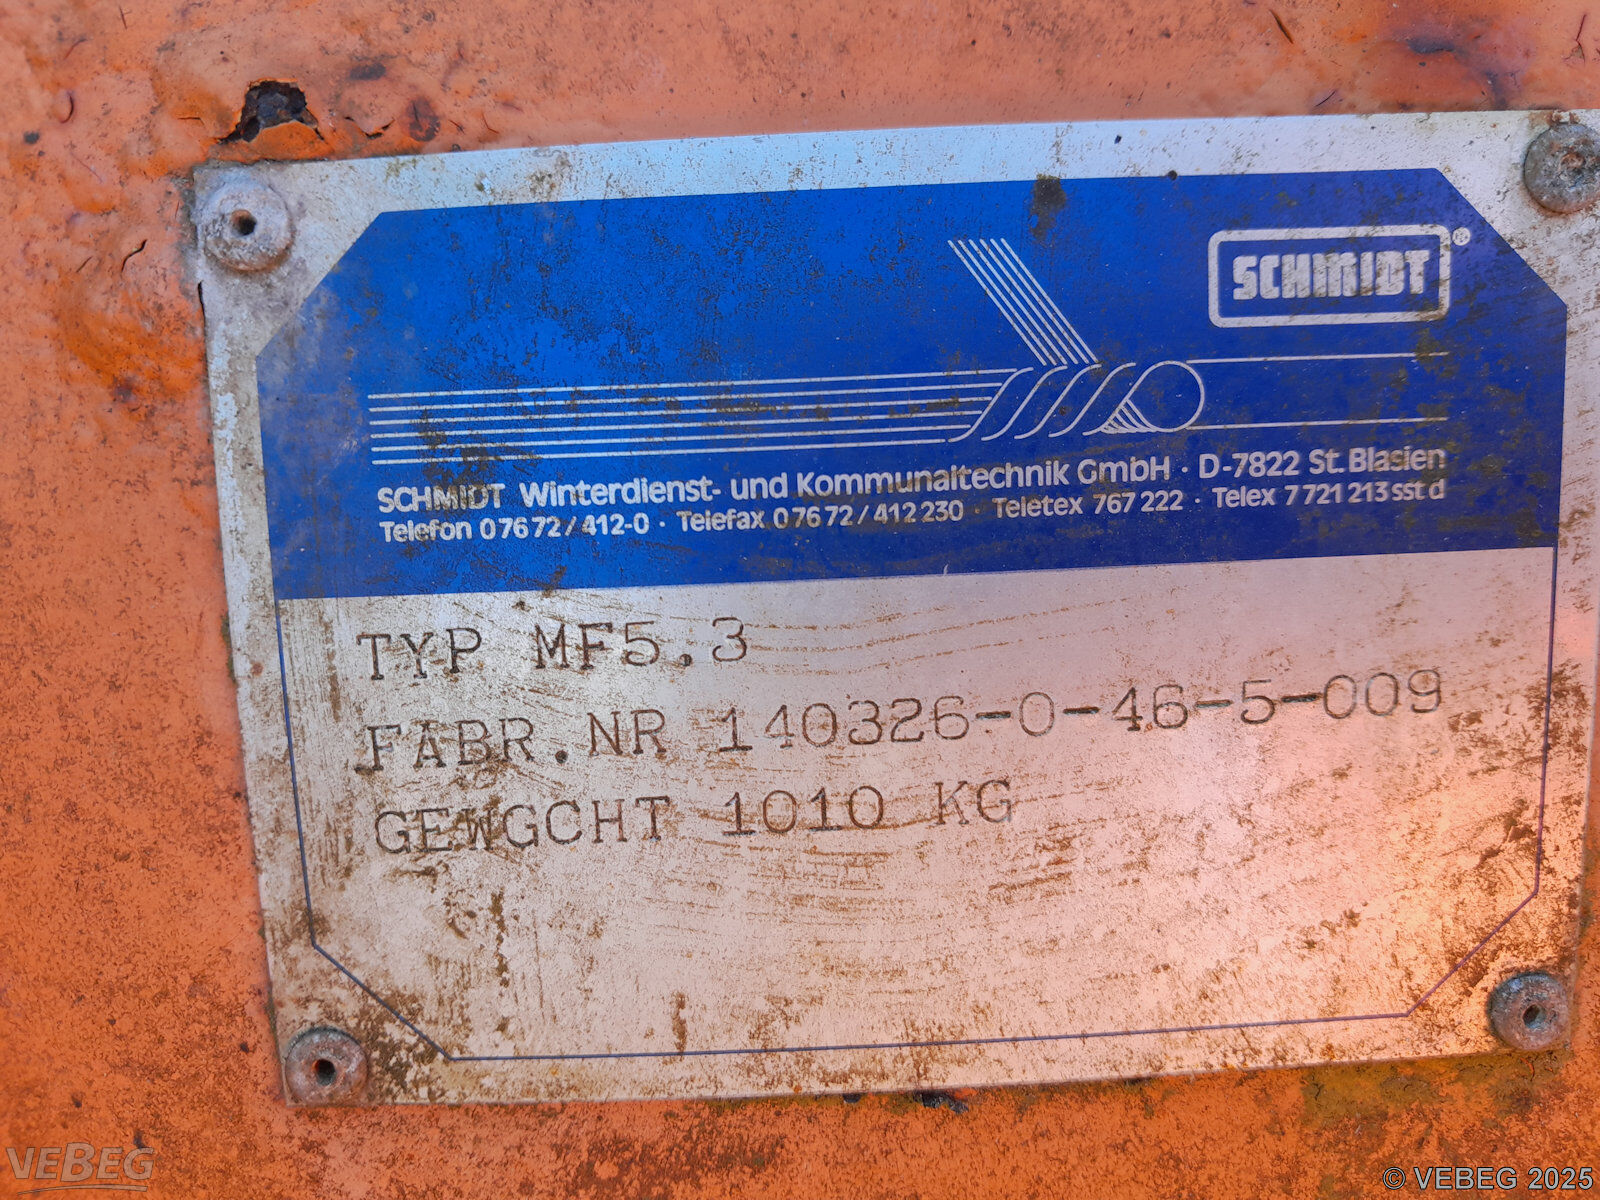 SCHMIDT®
SCHMIDT Winterdienst- und Kommunaltechnik GmbH · D-7822 St. Blasien
Telefon 07672/412-0 · Telefax 07672/412230 · Teletex 767222 · Telex 7721213 sst d
TYP MF5.3
FABR.NR 140326-0-46-5-009
GEWGCHT 1010 KG
VEBEG
© VEBEG 2025